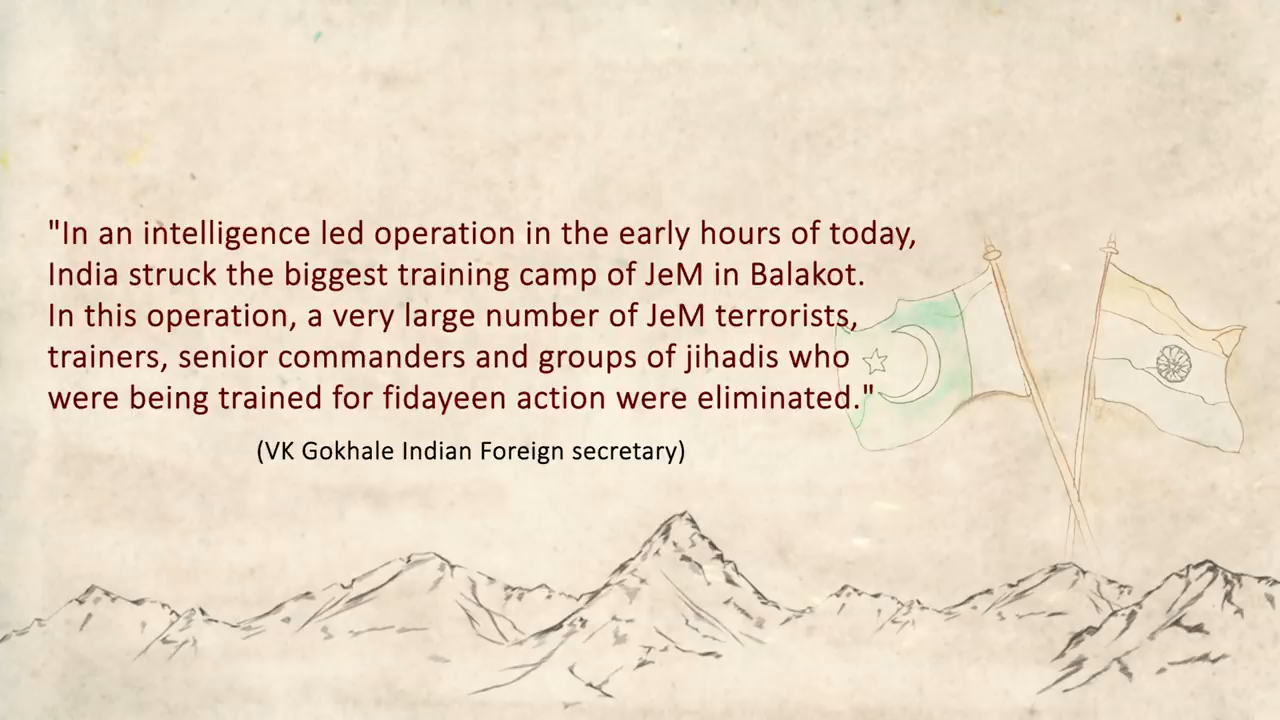 "In an intelligence led operation in the early hours of today,
India struck the biggest training camp of JeM in Balakot.
In this operation, a very large number of JeM terrorists,
trainers, senior commanders and groups of jihadis who
were being trained for fidayeen action were eliminated."
(VK Gokhale Indian Foreign secretary)